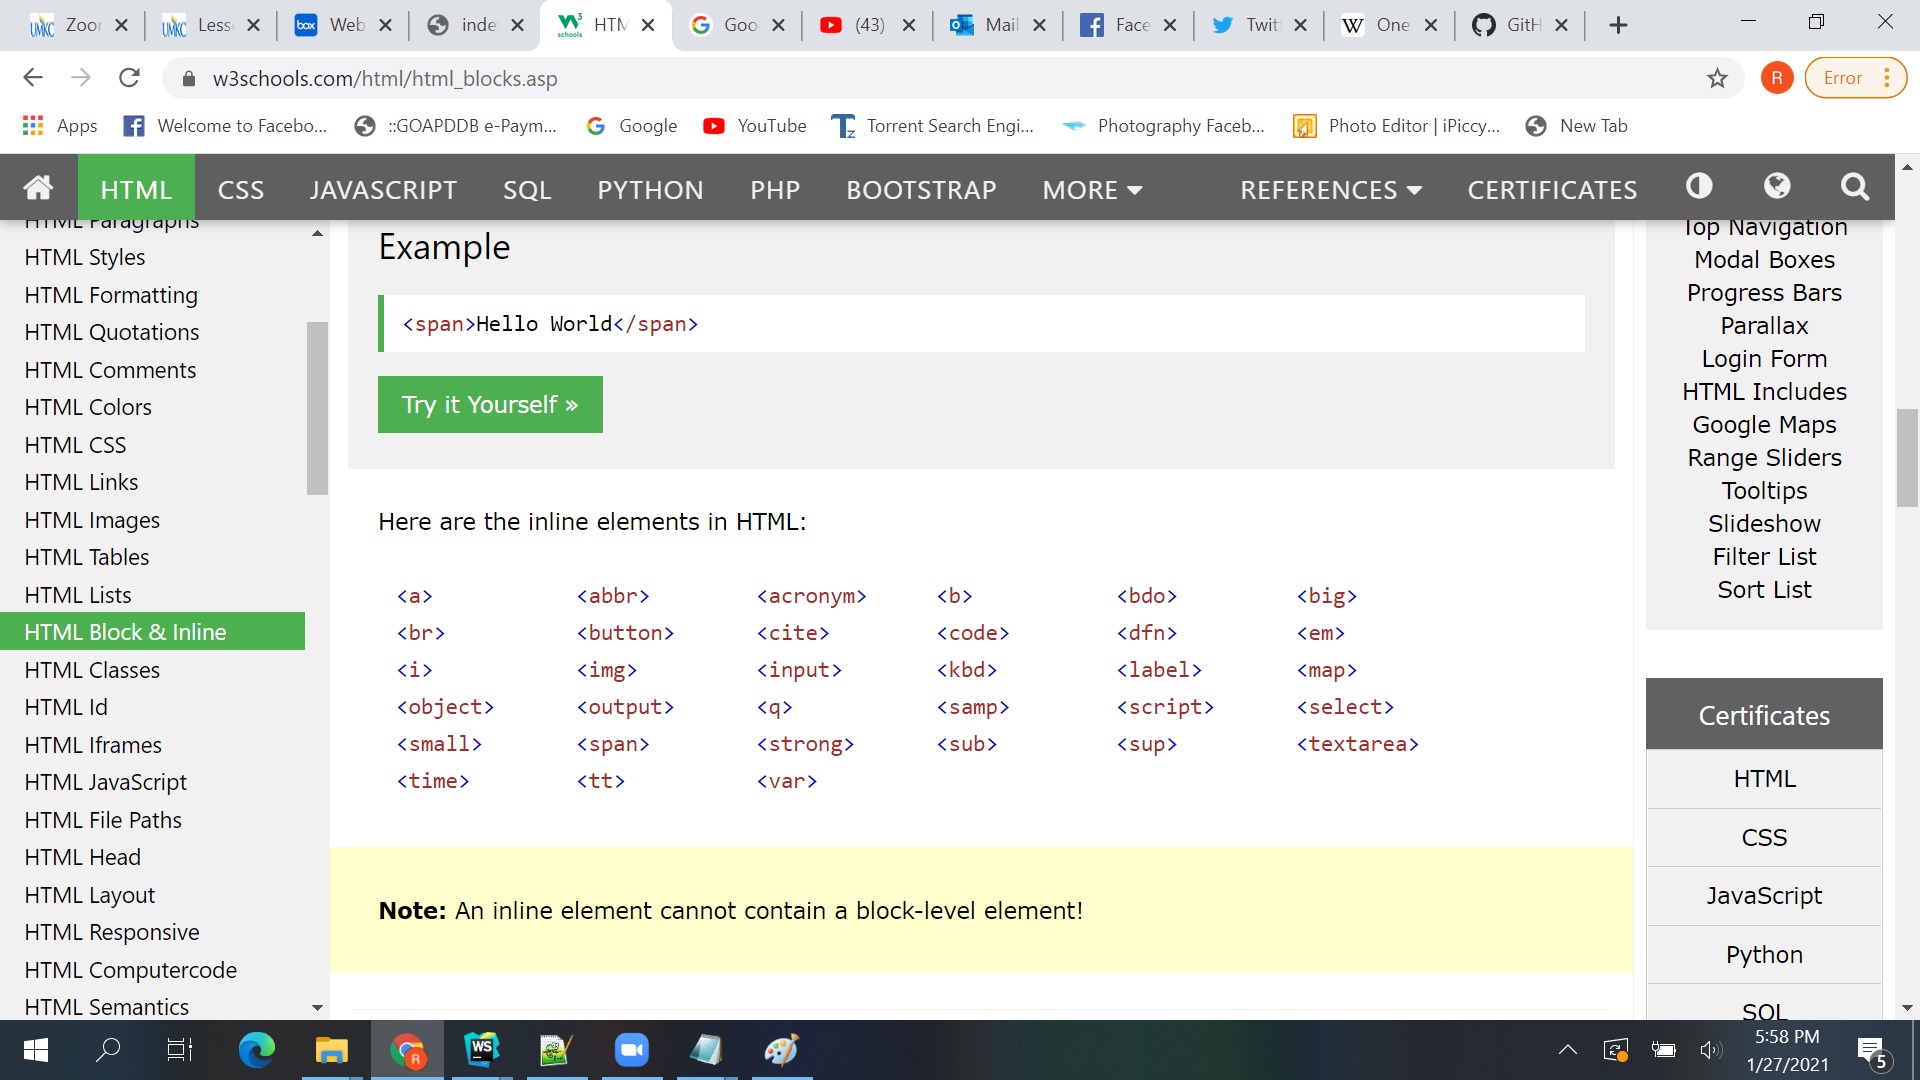 Zoor
Less
box
Web
inde
W3 schools
HTM
Goo
(43)
Mail
Face
Twit
W
One
GitH
w3schools.com/html/html_blocks.asp
R
Error
Apps
Welcome to Facebo...
::GOAPDDB e-Paym...
Google
YouTube
Torrent Search Engi...
Photography Faceb...
Photo Editor | iPiccy...
New Tab
HTML
CSS
JAVASCRIPT
SQL
PYTHON
PHP
BOOTSTRAP
MORE
REFERENCES
CERTIFICATES
HTML Paragraphs
HTML Styles
HTML Formatting
HTML Quotations
HTML Comments
HTML Colors
HTML CSS
HTML Links
HTML Images
HTML Tables
HTML Lists
HTML Block & Inline
HTML Classes
HTML Id
HTML Iframes
HTML JavaScript
HTML File Paths
HTML Head
HTML Layout
HTML Responsive
HTML Computercode
HTML Semantics
Example
<span>Hello World</span>
Try it Yourself »
Here are the inline elements in HTML:
<a> <abbr> <acronym> <b> <bdo> <big>
<br> <button> <cite> <code> <dfn> <em>
<i> <img> <input> <kbd> <label> <map>
<object> <output> <q> <samp> <script> <select>
<small> <span> <strong> <sub> <sup> <textarea>
<time> <tt> <var>
Note: An inline element cannot contain a block-level element!
Top Navigation
Modal Boxes
Progress Bars
Parallax
Login Form
HTML Includes
Google Maps
Range Sliders
Tooltips
Slideshow
Filter List
Sort List
Certificates
HTML
CSS
JavaScript
Python
SQL
R
WS
5:58 PM
1/27/2021
5